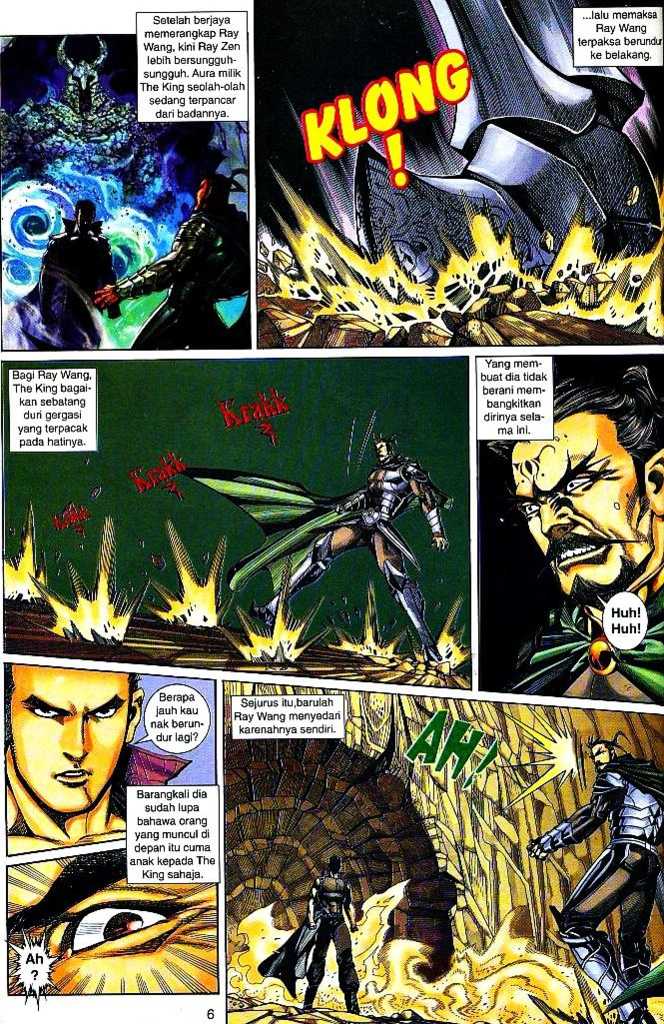 Setelah berjaya
memerangkap Ray
Wang, kini Ray Zen
lebih bersungguh-
sungguh. Aura milik
The King seolah-olah
sedang terpancar
dari badannya.
...lalu memaksa
Ray Wang
terpaksa berundur
ke belakang.
KLONG
!
Bagi Ray Wang,
The King bagai-
kan sebatang
duri gergasi
yang terpacak
pada hatinya.
Krakk
Krakk
Krakk
Yang mem-
buat dia tidak
berani mem-
bangkitkan
dirinya sela-
ma ini.
Huh!
Huh!
Berapa
jauh kau
nak berun-
dur lagi?
Barangkali dia
sudah lupa
bahawa orang
yang muncul di
depan itu cuma
anak kepada The
King sahaja.
Ah
?
Sejurus itu,barulah
Ray Wang menyedari
karenahnya sendiri.
AH!
6